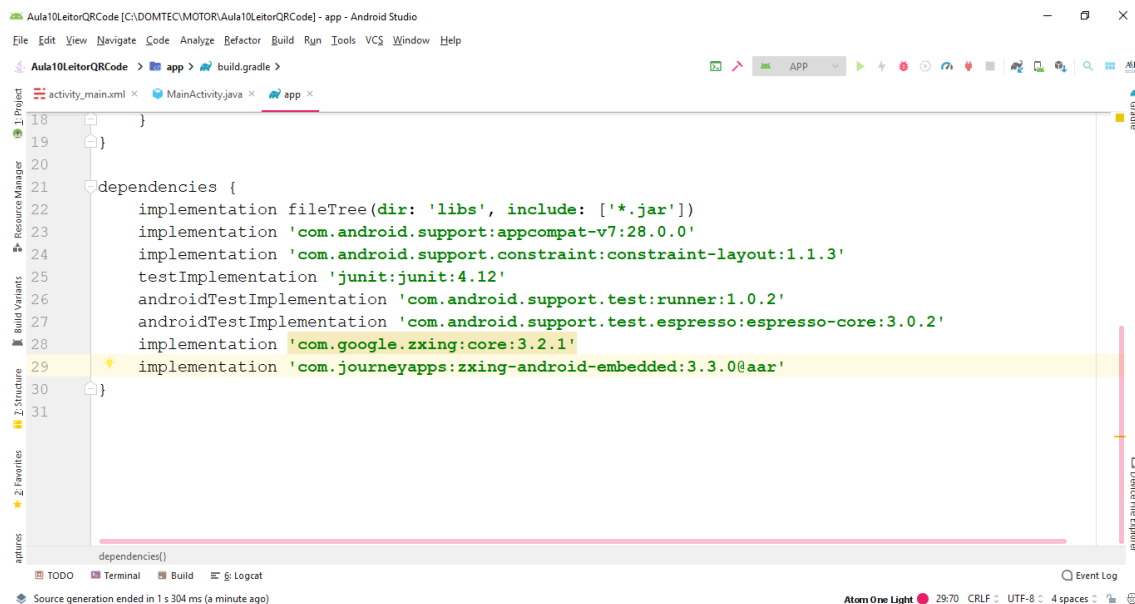 Aula10LeitorQRCode [C:\DOMTEC\MOTOR\Aula10LeitorQRCode] - app - Android Studio
File Edit View Navigate Code Analyze Refactor Build Run Tools VCS Window Help
Aula10LeitorQRCode app build.gradle
APP
activity_main.xml MainActivity.java app
1: Project
Resource Manager
Build Variants
7: Structure
2: Favorites
aptures
18 }
19 }
20
21 dependencies {
22 implementation fileTree(dir: 'libs', include: ['*.jar'])
23 implementation 'com.android.support:appcompat-v7:28.0.0'
24 implementation 'com.android.support.constraint:constraint-layout:1.1.3'
25 testImplementation 'junit:junit:4.12'
26 androidTestImplementation 'com.android.support.test:runner:1.0.2'
27 androidTestImplementation 'com.android.support.test.espresso:espresso-core:3.0.2'
28 implementation 'com.google.zxing:core:3.2.1'
29 implementation 'com.journeyapps:zxing-android-embedded:3.3.0@aar'
30 }
31
Gradle
Device File Explorer
dependencies{}
TODO Terminal Build 6: Logcat Event Log
Source generation ended in 1 s 304 ms (a minute ago) Atom One Light 29:70 CRLF UTF-8 4 spaces